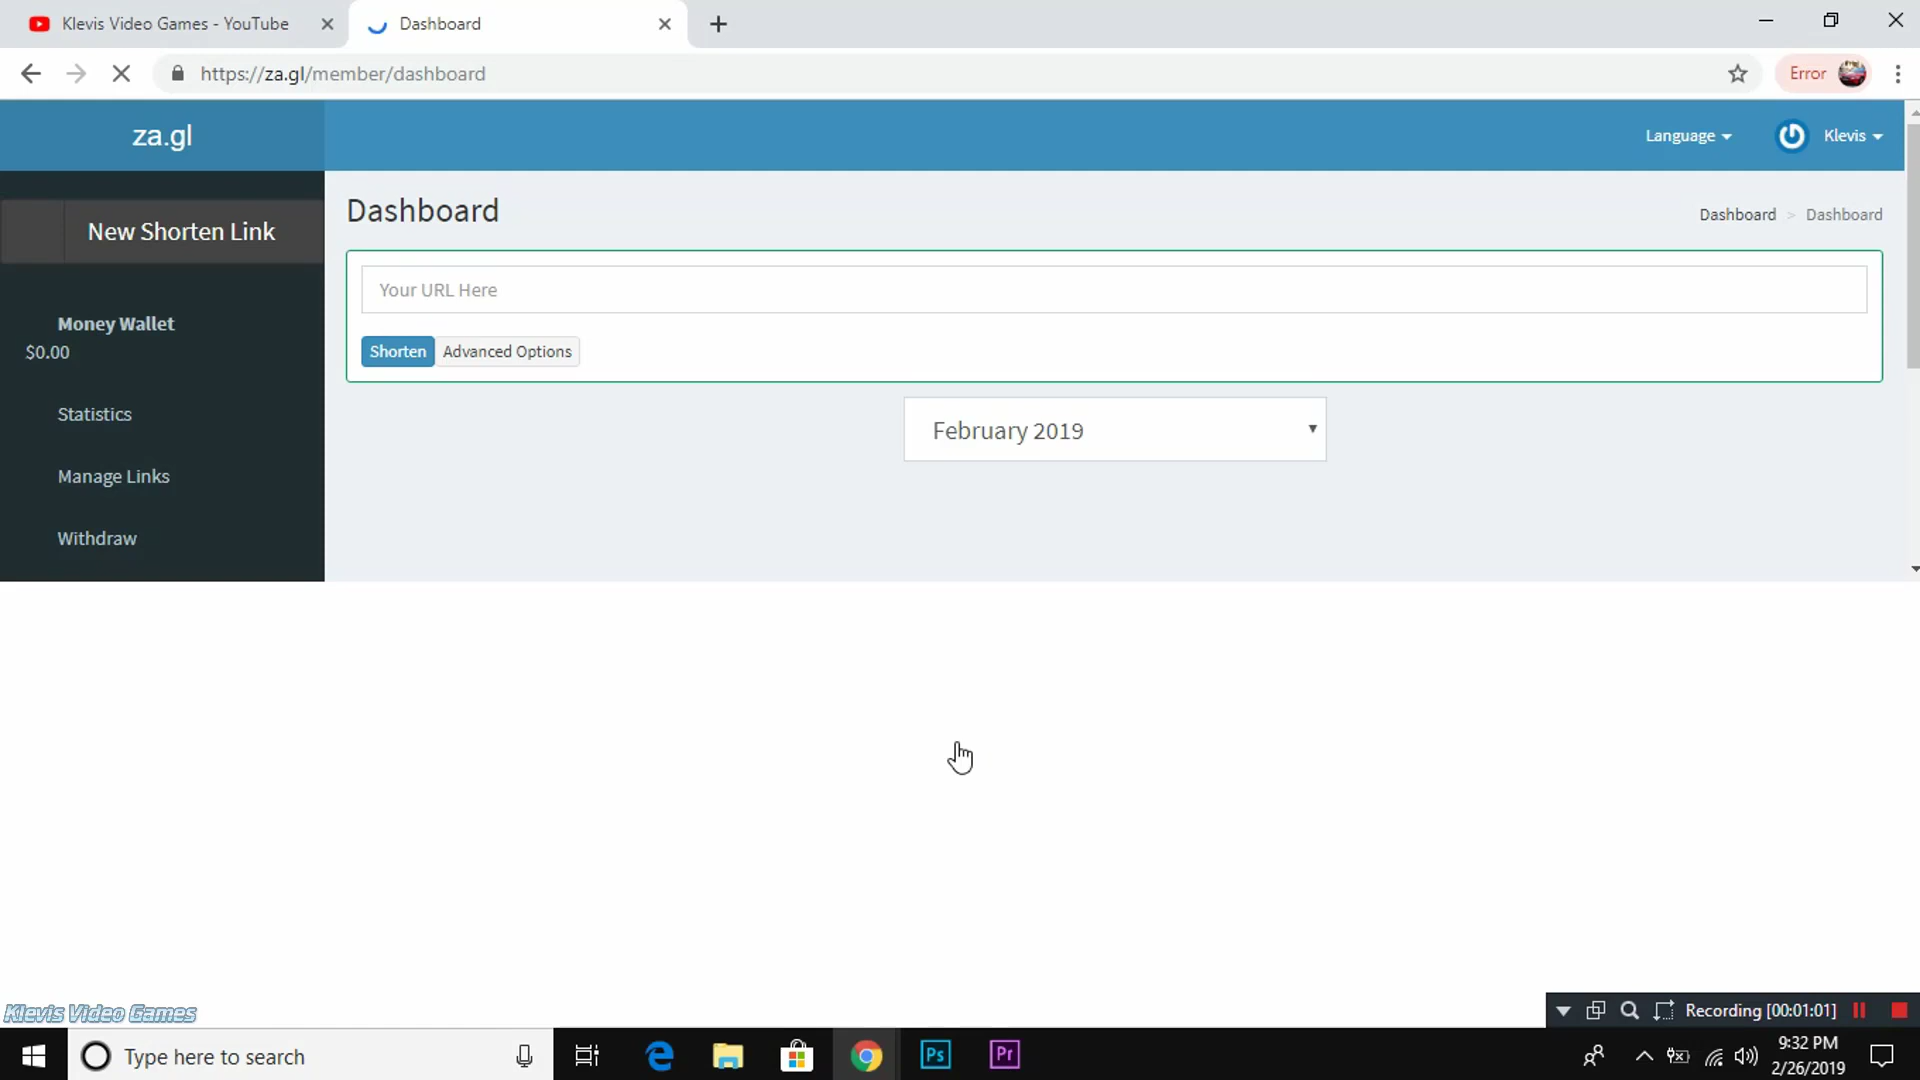 Klevis Video Games - YouTube
Dashboard
https://za.gl/member/dashboard
Error
za.gl
Language
Klevis
New Shorten Link
Dashboard
Dashboard > Dashboard
Your URL Here
Money Wallet
$0.00
Shorten
Advanced Options
Statistics
February 2019
Manage Links
Withdraw
Klevis Video Games
Recording [00:01:01]
Type here to search
Ps
Pr
9:32 PM
2/26/2019